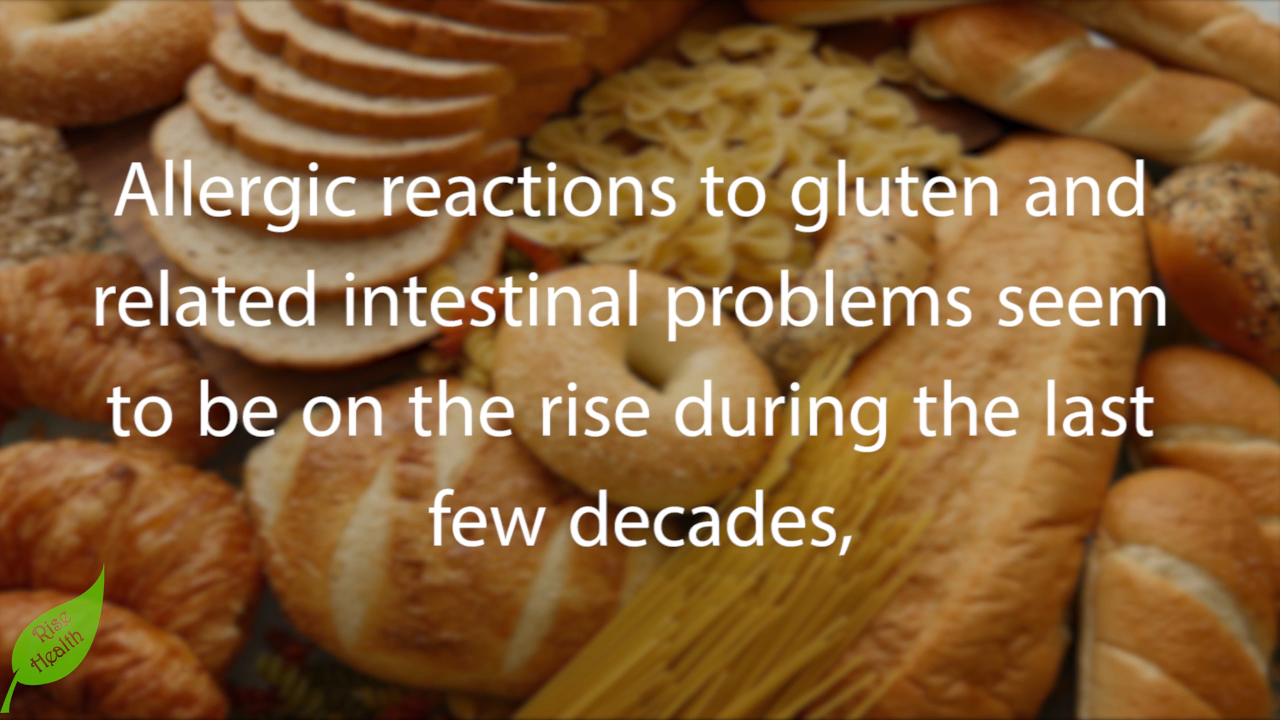 Allergic reactions to gluten and
related intestinal problems seem
to be on the rise during the last
few decades,
Rise
Health